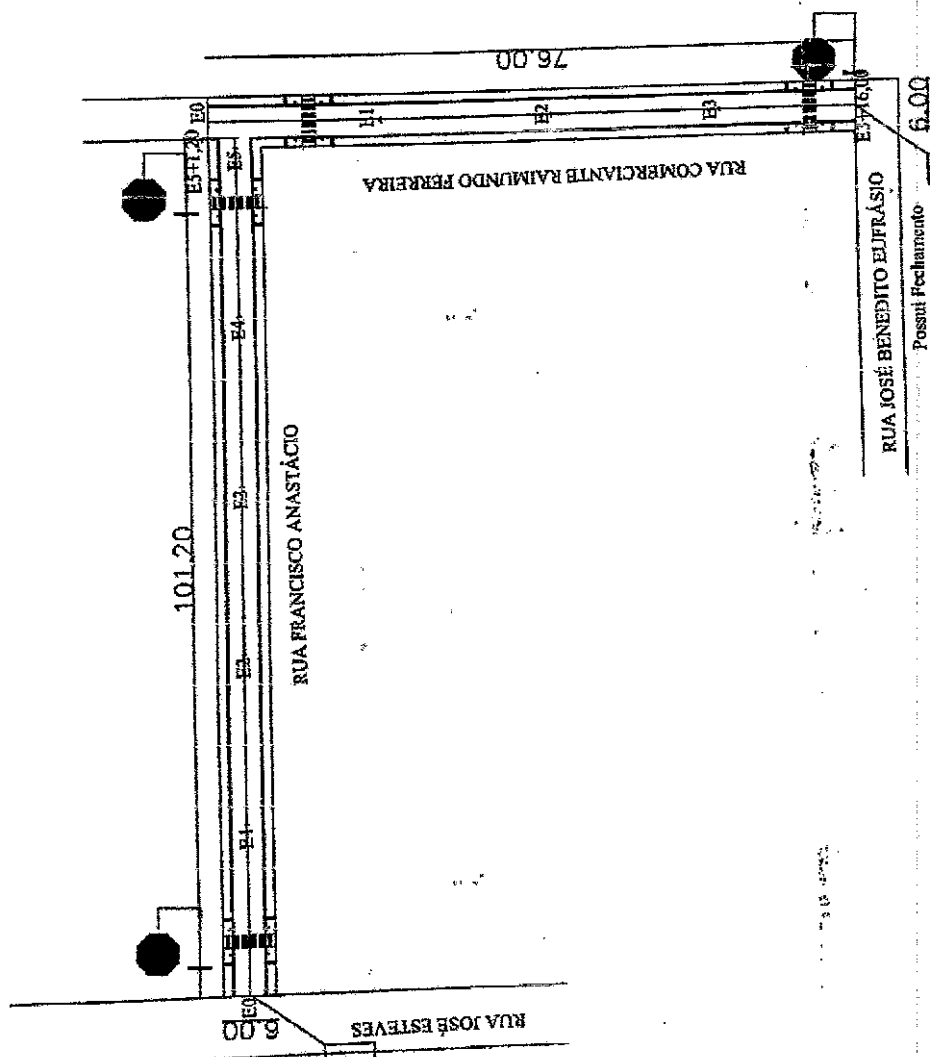 76.00
E0
E5+1,20
E5
E1
E2
E3
E3+16,00
6.00
RUA COMERCIANTE RAIMUNDO FERREIRA
RUA JOSÉ BENEDITO EUFRÁSIO
Possui Fechamento
101,20
E4
E3
E2
E1
E0
RUA FRANCISCO ANASTÁCIO
6.00
RUA JOSÉ ESTEVES